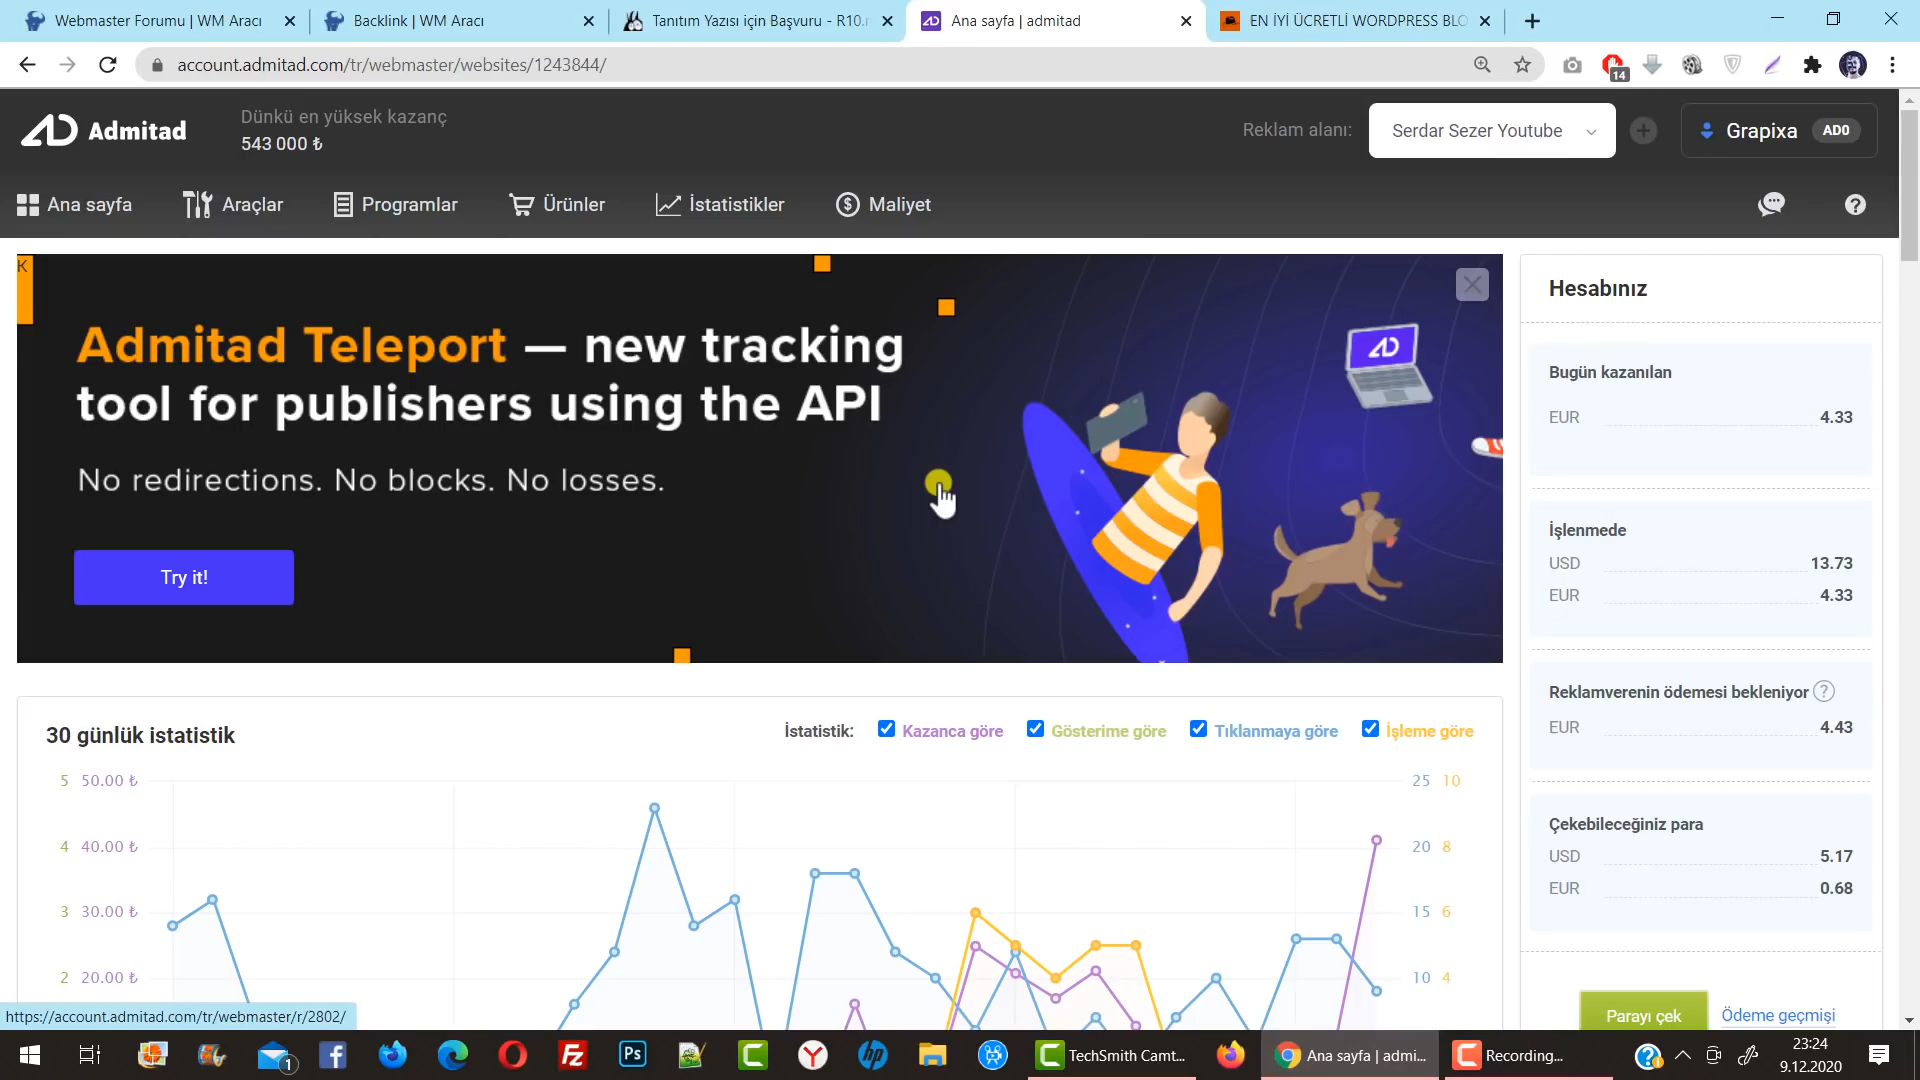 Webmaster Forumu | WM Aracı
Backlink | WM Aracı
Tanıtım Yazısı için Başvuru - R10.n
Ana sayfa | admitad
EN İYİ ÜCRETLİ WORDPRESS BLO
account.admitad.com/tr/webmaster/websites/1243844/
14
Admitad
Dünkü en yüksek kazanç
543 000 ₺
Reklam alanı:
Serdar Sezer Youtube
Grapixa AD0
Ana sayfa
Araçlar
Programlar
Ürünler
İstatistikler
Maliyet
K
Admitad Teleport — new tracking
tool for publishers using the API
No redirections. No blocks. No losses.
Try it!
Hesabınız
Bugün kazanılan
EUR 4.33
İşlenmede
USD 13.73
EUR 4.33
Reklamverenin ödemesi bekleniyor ?
EUR 4.43
Çekebileceğiniz para
USD 5.17
EUR 0.68
Parayı çek
Ödeme geçmişi
30 günlük istatistik
İstatistik:
Kazanca göre
Gösterime göre
Tıklanmaya göre
İşleme göre
5 50.00 ₺ 25 10
4 40.00 ₺ 20 8
3 30.00 ₺ 15 6
2 20.00 ₺ 10 4
https://account.admitad.com/tr/webmaster/r/2802/
1
TechSmith Camt...
Ana sayfa | admi...
Recording...
23:24
9.12.2020